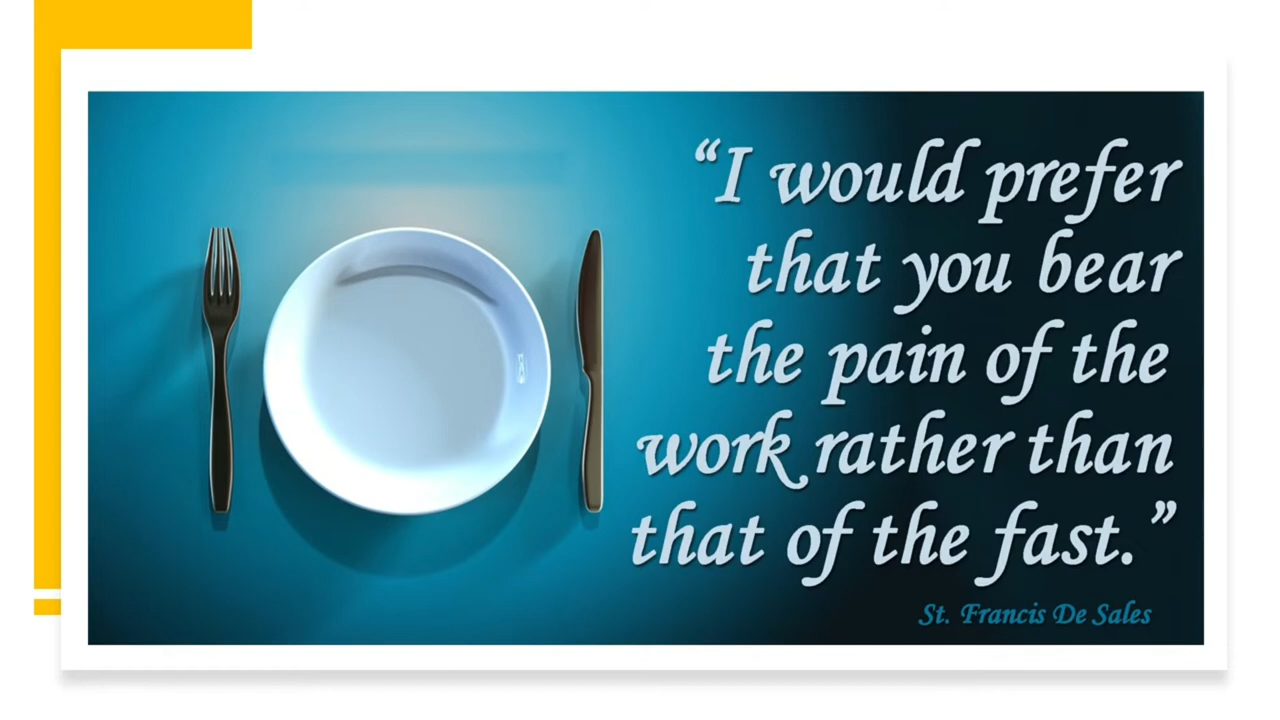 “I would prefer
that you bear
the pain of the
work rather than
that of the fast.”
St. Francis De Sales